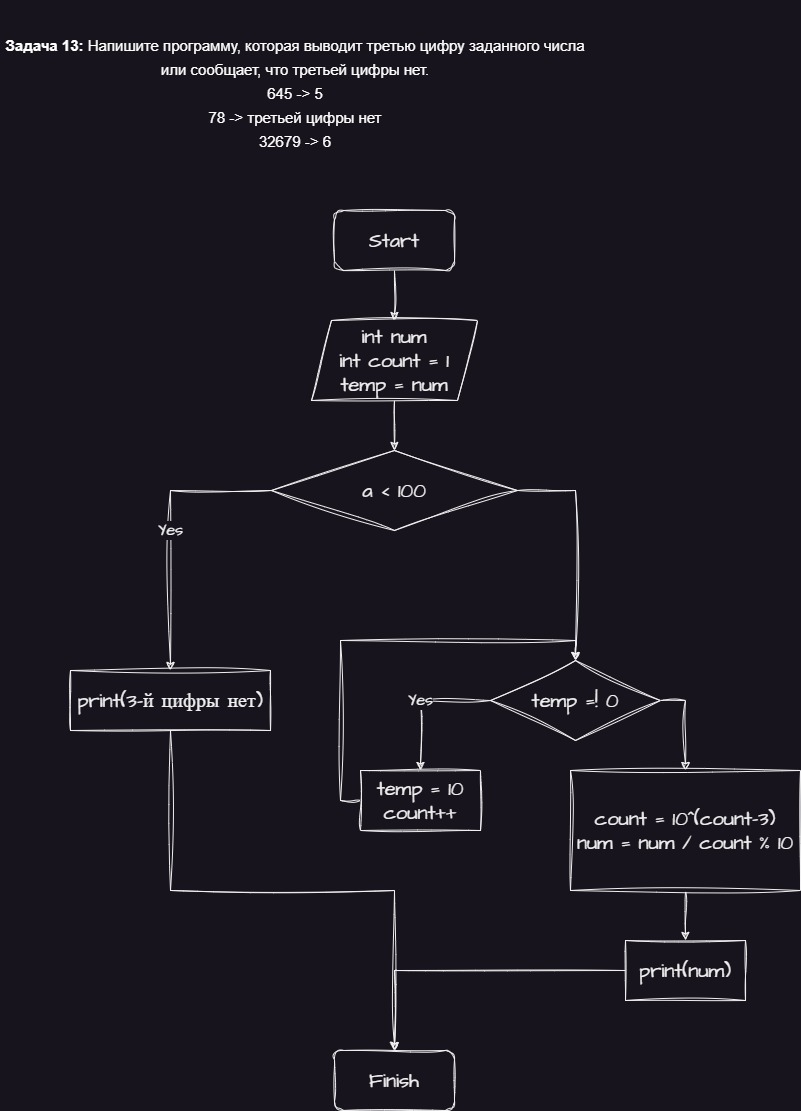 Задача 13: Напишите программу, которая выводит третью цифру заданного числа
или сообщает, что третьей цифры нет.
645 -> 5
78 -> третьей цифры нет
32679 -> 6
Start
int num
int count = 1
temp = num
a < 100
Yes
print(3-й цифры нет)
temp =! 0
Yes
temp = 10
count++
count = 10^(count-3)
num = num / count % 10
print(num)
Finish